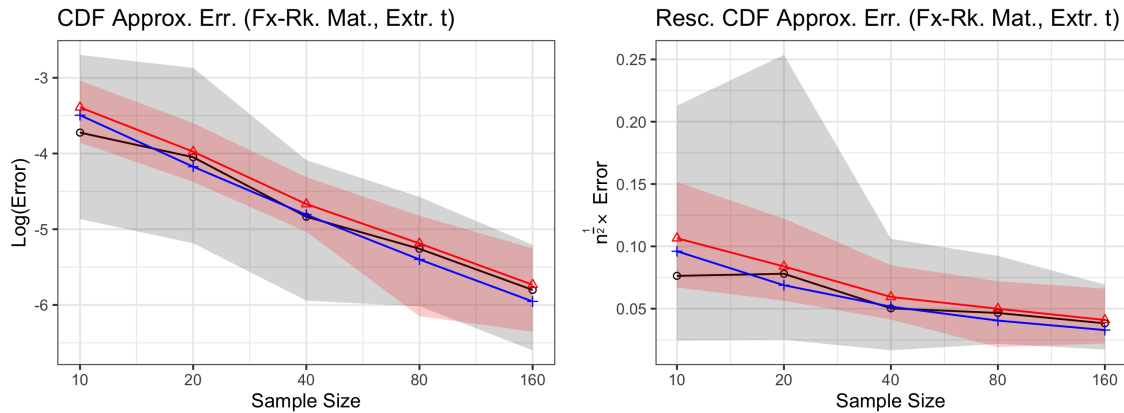 CDF Approx. Err. (Fx-Rk. Mat., Extr. t)
-3
-4
-5
-6
Log(Error)
10 20 40 80 160
Sample Size
Resc. CDF Approx. Err. (Fx-Rk. Mat., Extr. t)
0.25
0.20
0.15
0.10
0.05
n^{1/2} × Error
10 20 40 80 160
Sample Size